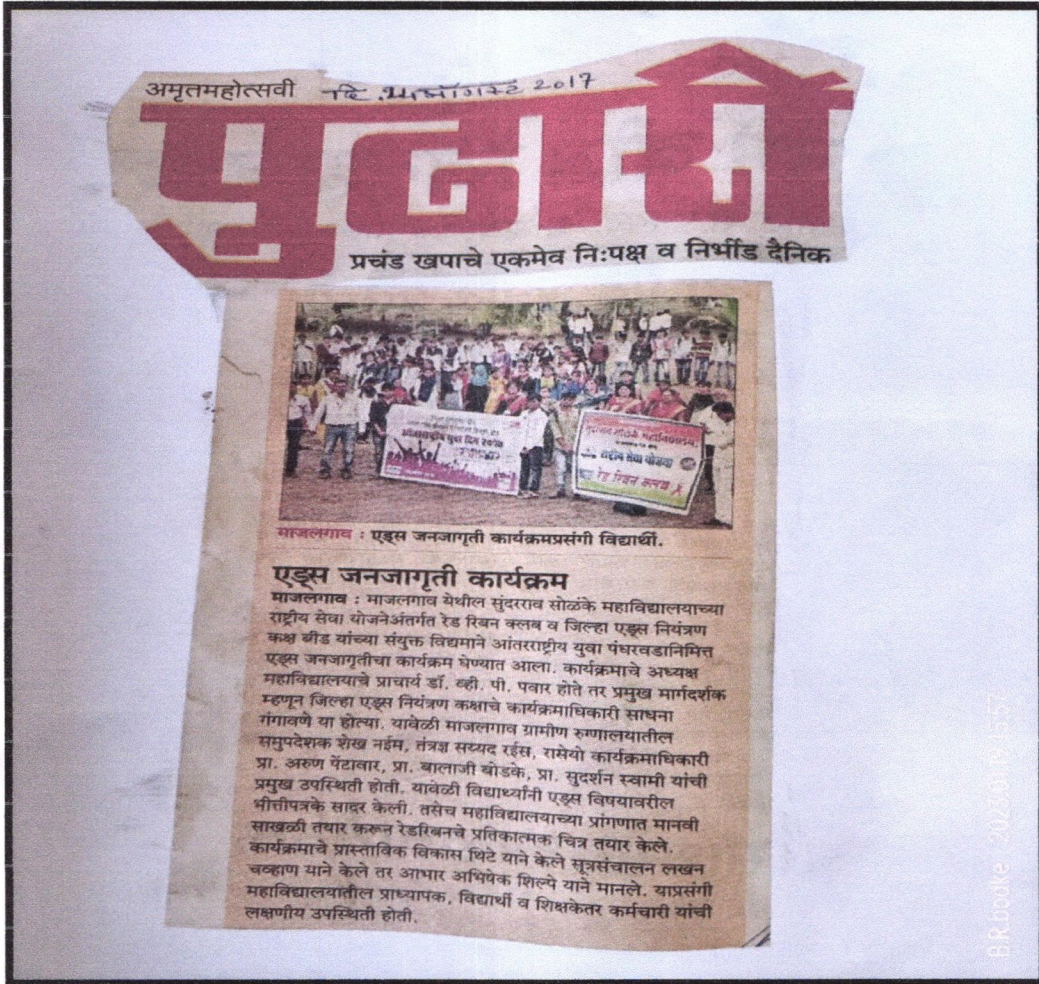 अमृतमहोत्सवी
ऑगस्ट 2017
पुढारी
प्रचंड खपाचे एकमेव नि:पक्ष व निर्भीड दैनिक
राष्ट्रीय सेवा योजना
रेड रिबन क्लब
माजलगाव : एड्स जनजागृती कार्यक्रमप्रसंगी विद्यार्थी.
एड्स जनजागृती कार्यक्रम
माजलगाव : माजलगाव येथील सुंदरराव सोळंके महाविद्यालयाच्या
राष्ट्रीय सेवा योजनेअंतर्गत रेड रिबन क्लब व जिल्हा एड्स नियंत्रण
कक्ष बीड यांच्या संयुक्त विद्यमाने आंतरराष्ट्रीय युवा पंधरवडानिमित्त
एड्स जनजागृतीचा कार्यक्रम घेण्यात आला. कार्यक्रमाचे अध्यक्ष
महाविद्यालयाचे प्राचार्य डॉ. व्ही. पी. पवार होते तर प्रमुख मार्गदर्शक
म्हणून जिल्हा एड्स नियंत्रण कक्षाचे कार्यक्रमाधिकारी साधना
गंगावणे या होत्या. यावेळी माजलगाव ग्रामीण रुग्णालयातील
समुपदेशक शेख नईम, तंत्रज्ञ सय्यद रईस, रासेयो कार्यक्रमाधिकारी
प्रा. अरुण पेंटावार, प्रा. बालाजी बोडके, प्रा. सुदर्शन स्वामी यांची
प्रमुख उपस्थिती होती. यावेळी विद्यार्थ्यांनी एड्स विषयावरील
भीत्तीपत्रके सादर केली. तसेच महाविद्यालयाच्या प्रांगणात मानवी
साखळी तयार करून रेडरिबनचे प्रतिकात्मक चित्र तयार केले.
कार्यक्रमाचे प्रास्ताविक विकास थिटे याने केले सूत्रसंचालन लखन
चव्हाण याने केले तर आभार अभिषेक शिल्पे याने मानले. याप्रसंगी
महाविद्यालयातील प्राध्यापक, विद्यार्थी व शिक्षकेतर कर्मचारी यांची
लक्षणीय उपस्थिती होती.